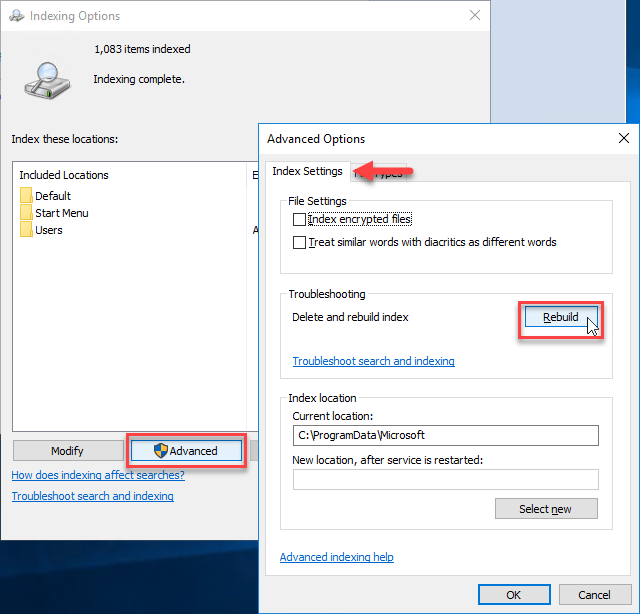 Indexing Options
1,083 items indexed
Indexing complete.
Index these locations:
Included Locations
Default
Start Menu
Users
Modify
Advanced
How does indexing affect searches?
Troubleshoot search and indexing
Advanced Options
Index Settings
File Settings
Index encrypted files
Treat similar words with diacritics as different words
Troubleshooting
Delete and rebuild index
Rebuild
Troubleshoot search and indexing
Index location
Current location:
C:\ProgramData\Microsoft
New location, after service is restarted:
Select new
Advanced indexing help
OK
Cancel